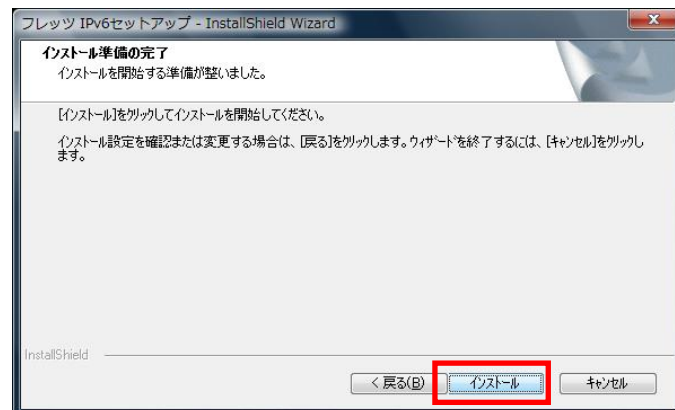 フレッツ IPv6セットアップ - InstallShield Wizard
インストール準備の完了
インストールを開始する準備が整いました。
[インストール]をクリックしてインストールを開始してください。
インストール設定を確認または変更する場合は、[戻る]をクリックします。ウィザードを終了するには、[キャンセル]をクリックし
ます。
InstallShield
< 戻る(B)
インストール
キャンセル